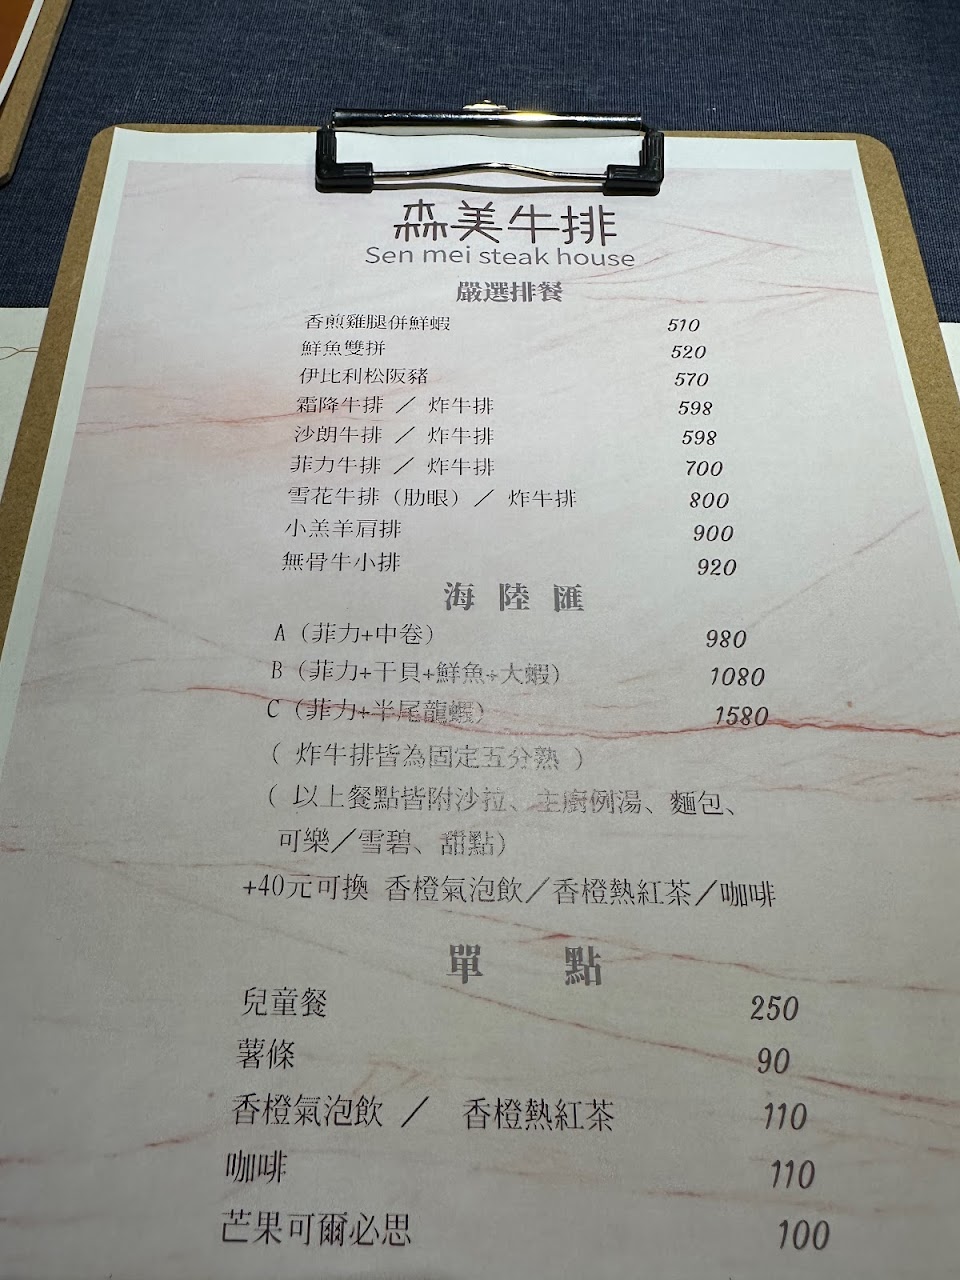 森美牛排
Sen mei steak house
嚴選排餐
香煎雞腿併鮮蝦 510
鮮魚雙拼 520
伊比利松阪豬 570
霜降牛排 ／ 炸牛排 598
沙朗牛排 ／ 炸牛排 598
菲力牛排 ／ 炸牛排 700
雪花牛排（肋眼）／ 炸牛排 800
小羔羊肩排 900
無骨牛小排 920
海 陸 匯
A（菲力+中卷） 980
B（菲力+干貝+鮮魚+大蝦） 1080
C（菲力+半尾龍蝦） 1580
（ 炸牛排皆為固定五分熟 ）
（ 以上餐點皆附沙拉、主廚例湯、麵包、
可樂／雪碧、甜點）
+40元可換 香橙氣泡飲／香橙熱紅茶／咖啡
單 點
兒童餐 250
薯條 90
香橙氣泡飲 ／ 香橙熱紅茶 110
咖啡 110
芒果可爾必思 100